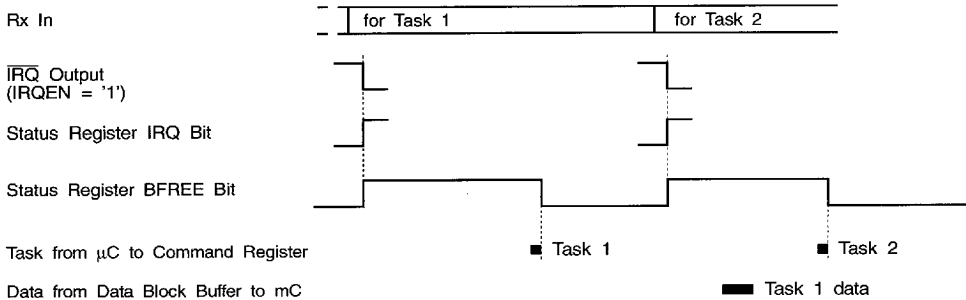 Rx In
for Task 1
for Task 2
IRQ Output
(IRQEN = '1')
Status Register IRQ Bit
Status Register BFREE Bit
Task from μC to Command Register
Task 1
Task 2
Data from Data Block Buffer to mC
Task 1 data